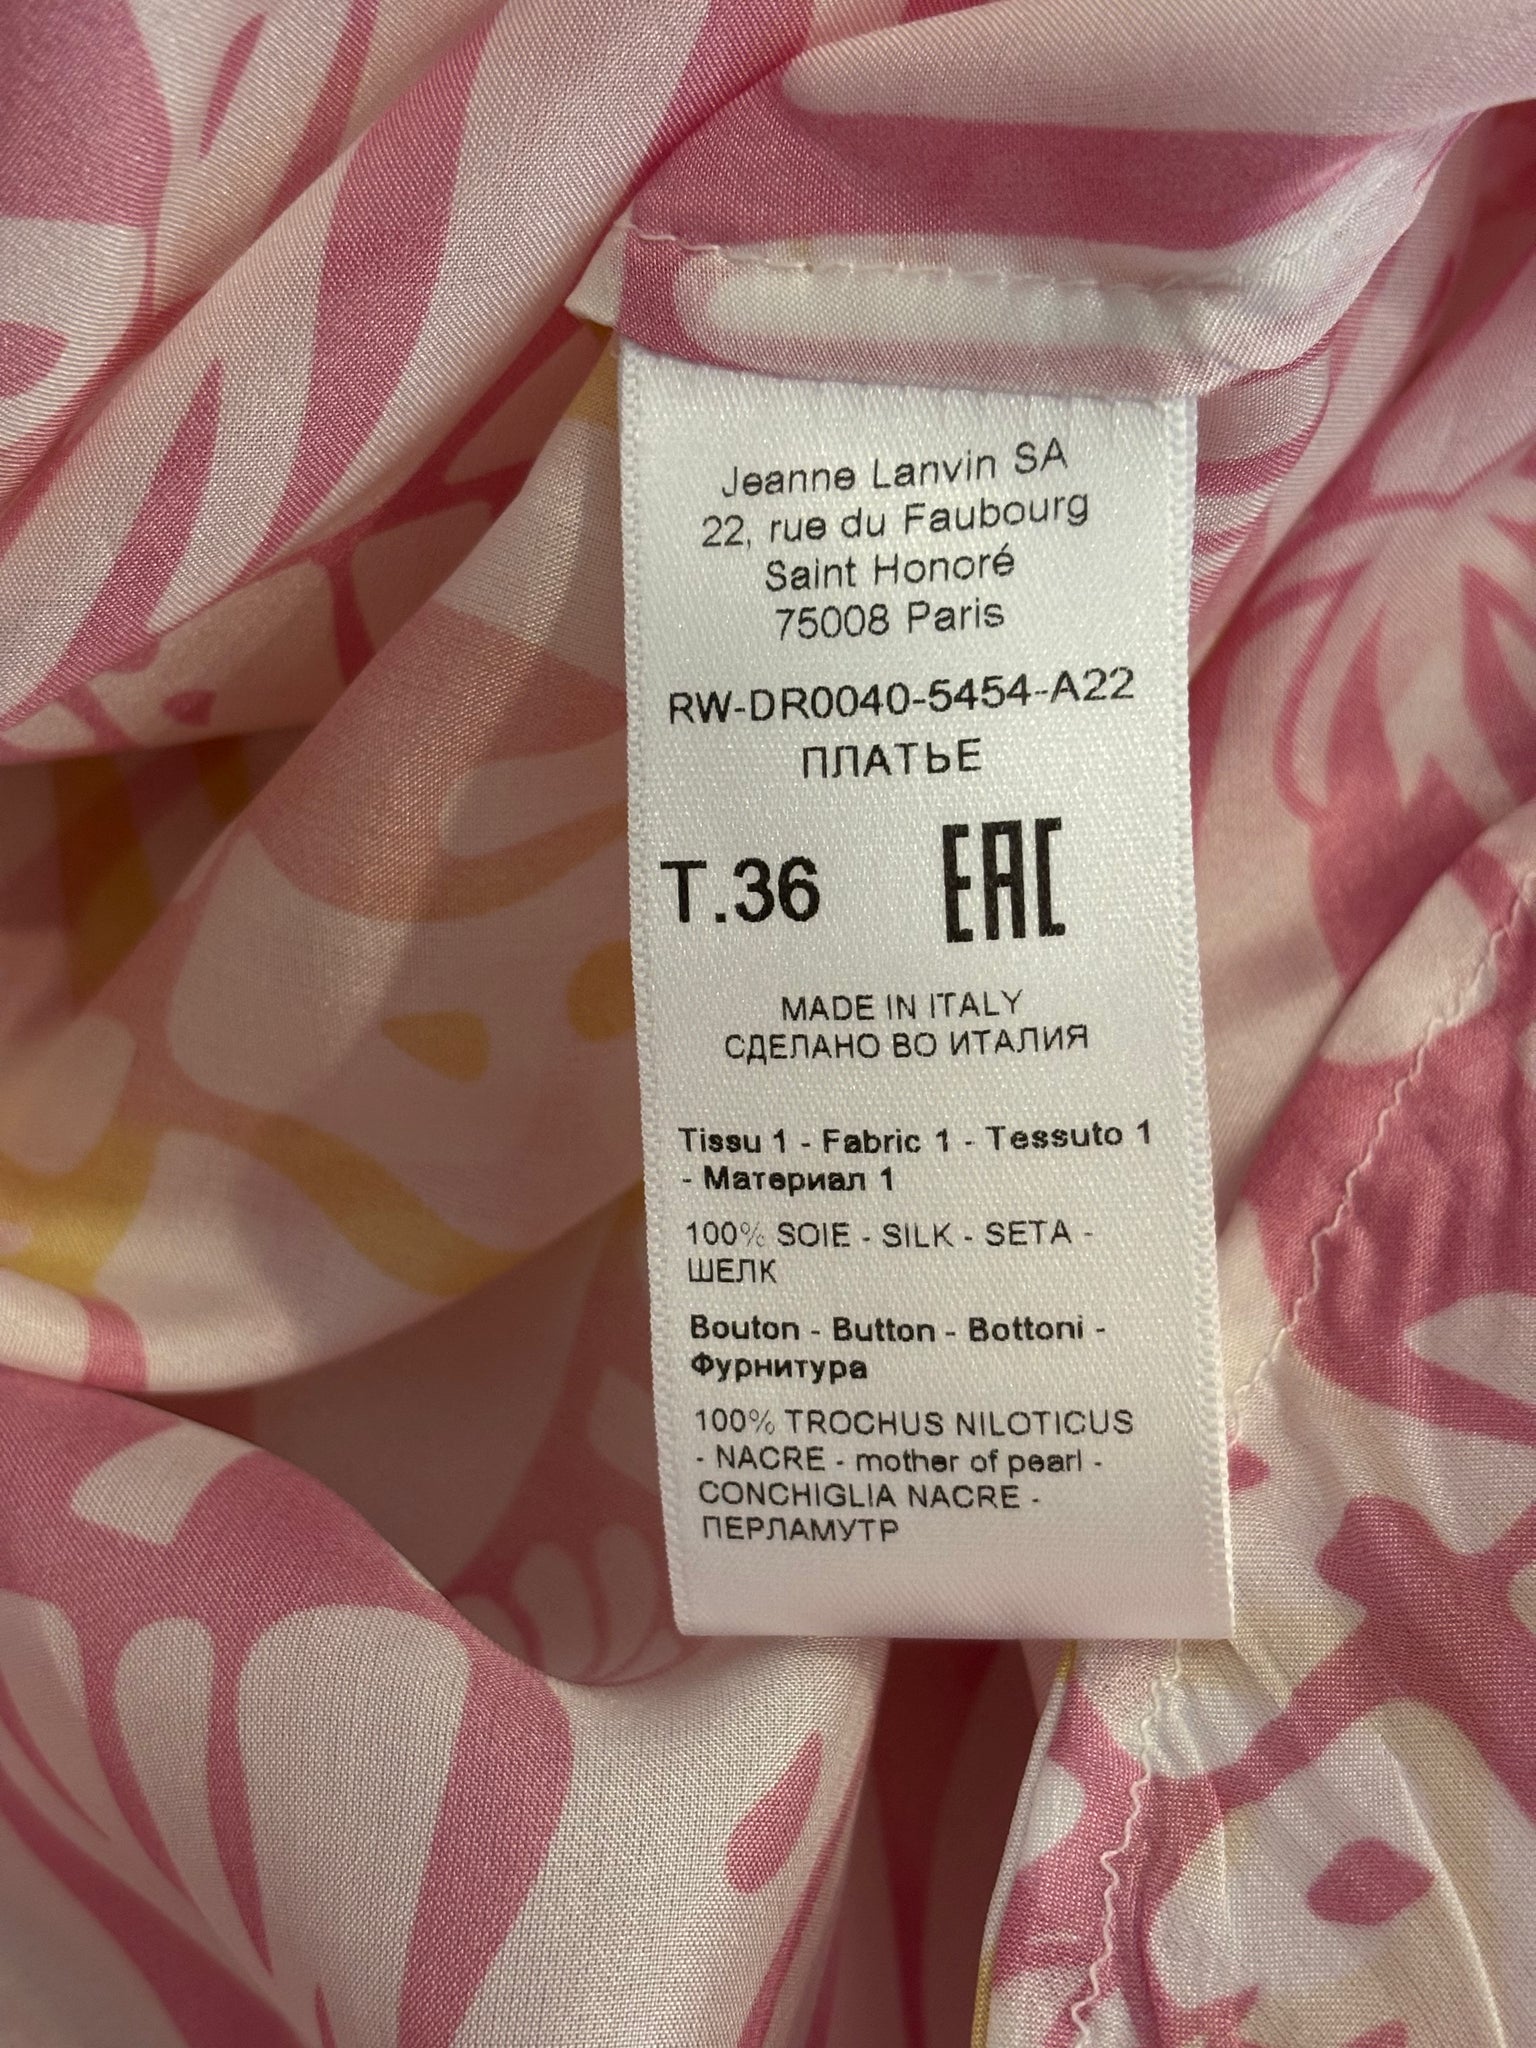 Jeanne Lanvin SA
22, rue du Faubourg
Saint Honoré
75008 Paris
RW-DR0040-5454-A22
ПЛАТЬЕ
T.36 EAC
MADE IN ITALY
СДЕЛАНО ВО ИТАЛИЯ
Tissu 1 - Fabric 1 - Tessuto 1
- Материал 1
100% SOIE - SILK - SETA -
ШЕЛК
Bouton - Button - Bottoni -
Фурнитура
100% TROCHUS NILOTICUS
- NACRE - mother of pearl -
CONCHIGLIA NACRE -
ПЕРЛАМУТР